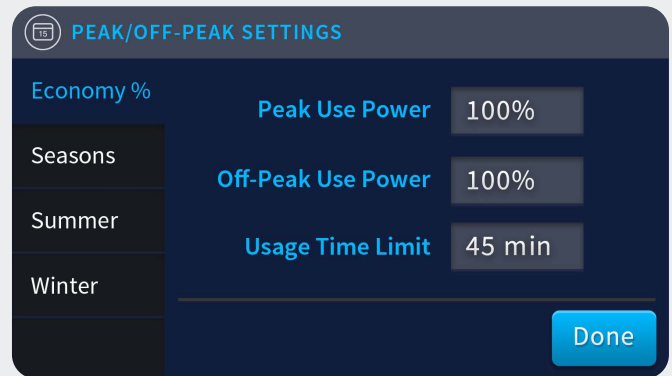 15
PEAK/OFF-PEAK SETTINGS
Economy %
Seasons
Summer
Winter
Peak Use Power 100%
Off-Peak Use Power 100%
Usage Time Limit 45 min
Done